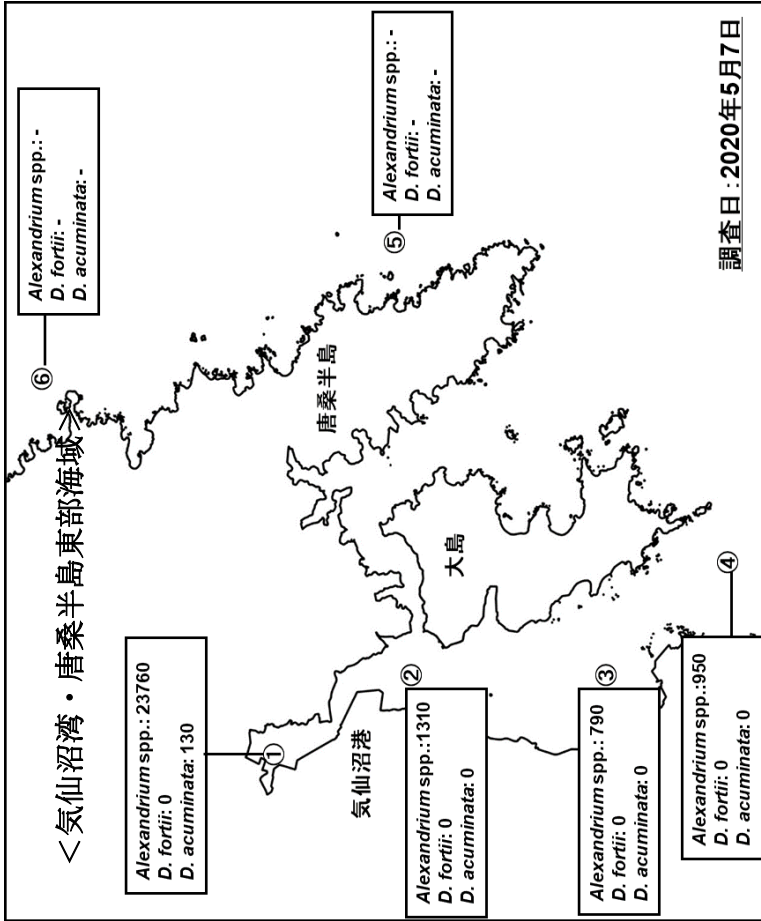 ＜気仙沼湾・唐桑半島東部海域＞
⑥
Alexandrium spp.: -
D. fortii: -
D. acuminata: -
⑤
Alexandrium spp.: -
D. fortii: -
D. acuminata: -
唐桑半島
大島
気仙沼港
①
Alexandrium spp.: 23760
D. fortii: 0
D. acuminata: 130
②
Alexandrium spp.:1310
D. fortii: 0
D. acuminata: 0
③
Alexandrium spp.: 790
D. fortii: 0
D. acuminata: 0
④
Alexandrium spp.:950
D. fortii: 0
D. acuminata: 0
調査日：2020年5月7日